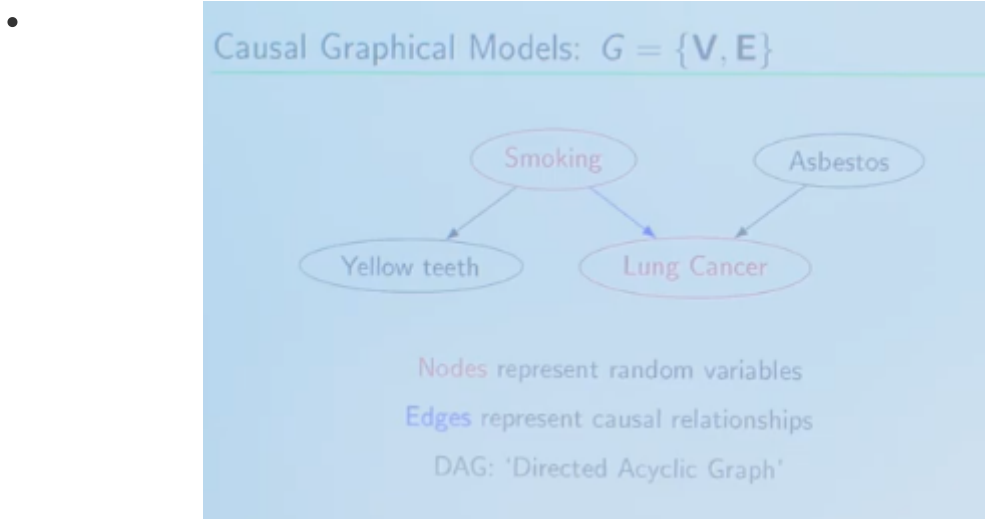 Causal Graphical Models: G = {V, E}
Smoking
Asbestos
Yellow teeth
Lung Cancer
Nodes represent random variables
Edges represent causal relationships
DAG: 'Directed Acyclic Graph'